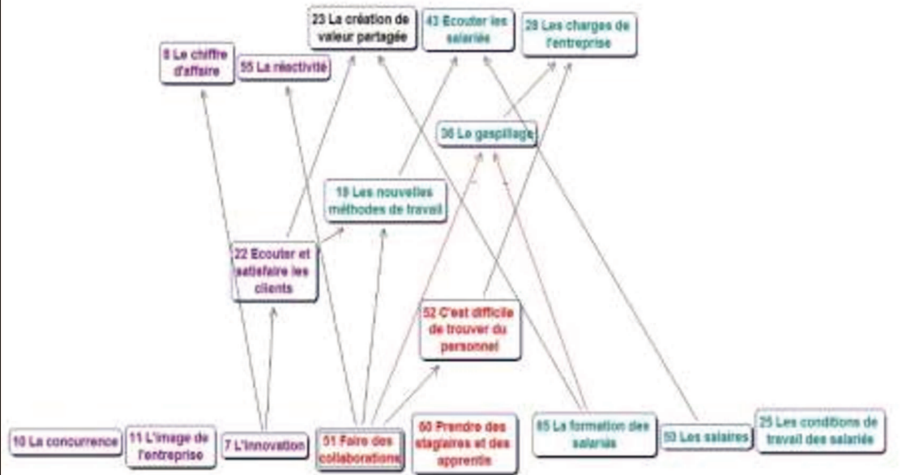 23 La création de
valeur partagée
43 Ecouter les
salariés
28 Les charges de
l'entreprise
8 Le chiffre
d'affaire
55 La réactivité
36 Le gaspillage
19 Les nouvelles
méthodes de travail
22 Ecouter et
satisfaire les
clients
52 C'est difficile
de trouver du
personnel
10 La concurrence
11 L'image de
l'entreprise
7 L'innovation
51 Faire des
collaborations
60 Prendre des
stagiaires et des
apprentis
65 La formation des
salariés
53 Les salaires
25 Les conditions de
travail des salariés